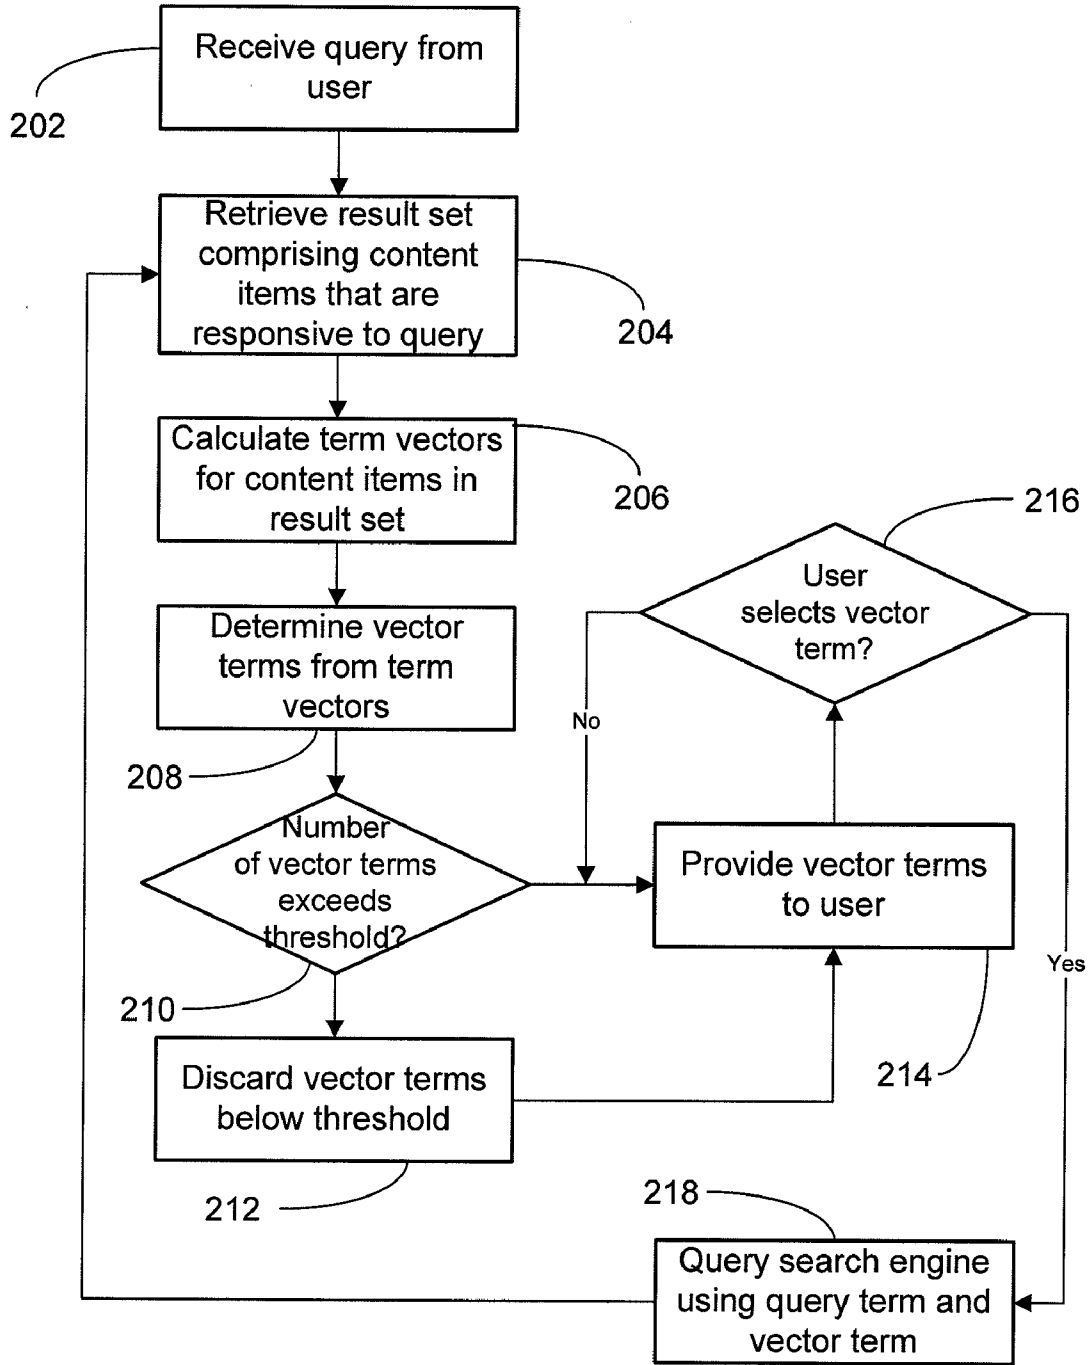 Receive query from
user
202
Retrieve result set
comprising content
items that are
responsive to query
204
Calculate term vectors
for content items in
result set
206
216
User
selects vector
term?
Determine vector
terms from term
vectors
208
No
Number
of vector terms
exceeds
threshold?
210
Provide vector terms
to user
Yes
214
Discard vector terms
below threshold
212
218
Query search engine
using query term and
vector term